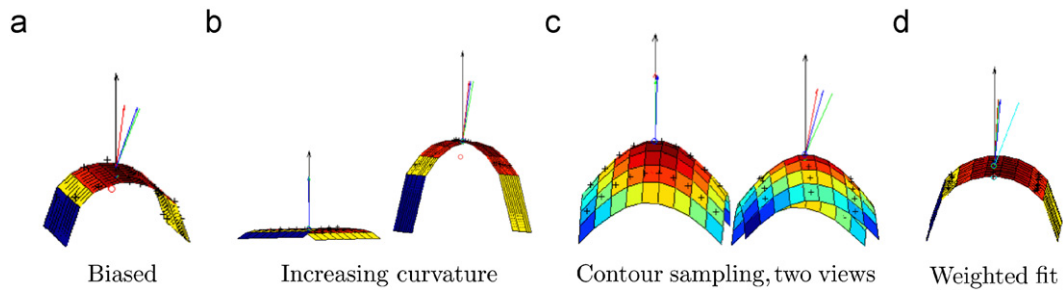 a b c d
Biased Increasing curvature Contour sampling, two views Weighted fit